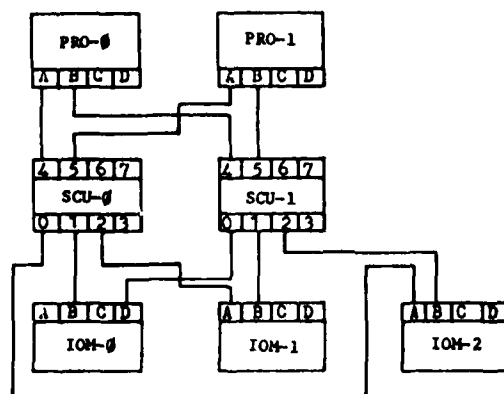 PRO-Ø PRO-1
A B C D A B C D
4 5 6 7 4 5 6 7
SCU-Ø SCU-1
0 1 2 3 0 1 2 3
A B C D A B C D A B C D
IOM-Ø IOM-1 IOM-2